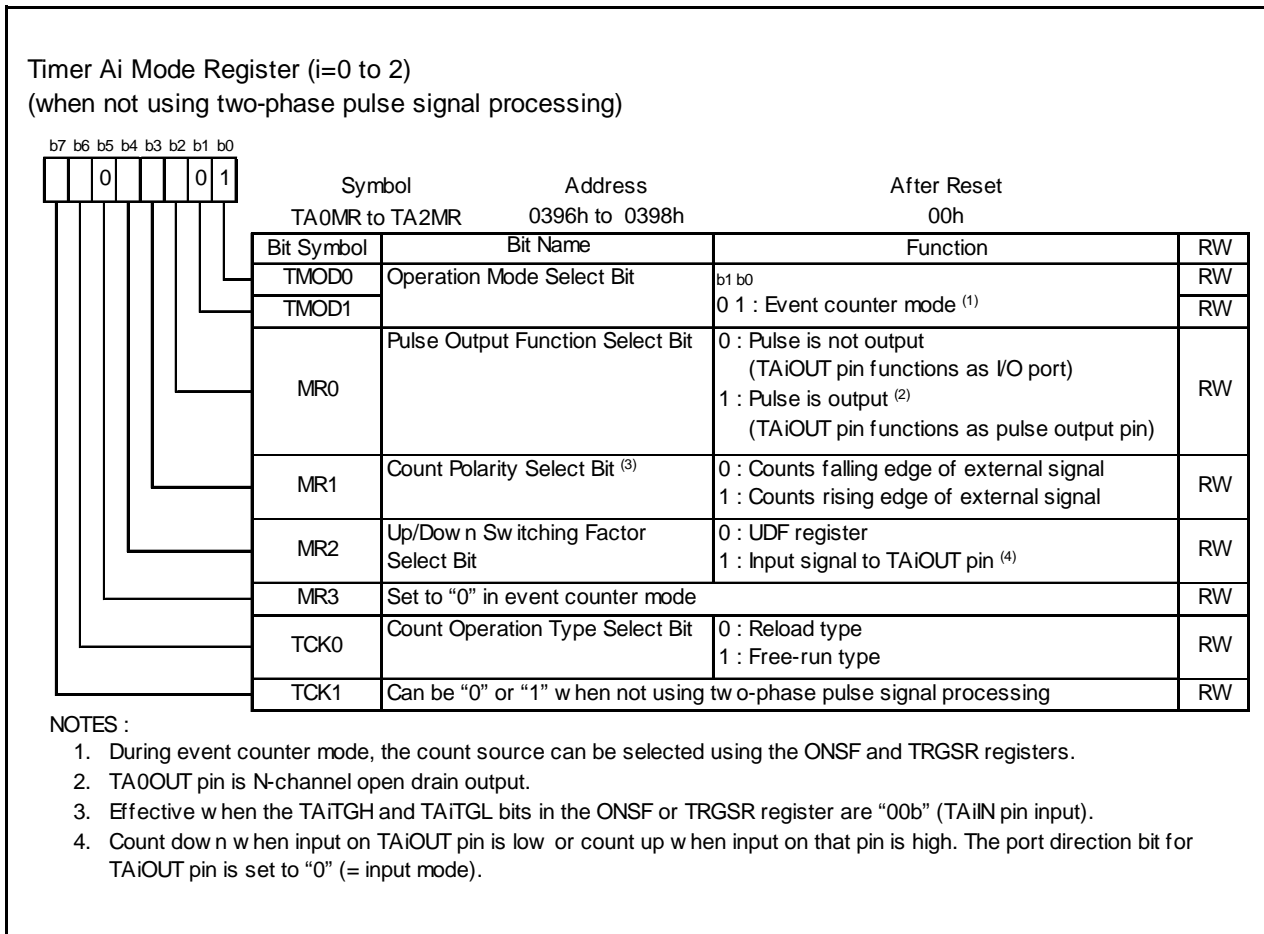 Timer Ai Mode Register (i=0 to 2)
(when not using two-phase pulse signal processing)
b7 b6 b5 b4 b3 b2 b1 b0
0 0 1
Symbol Address After Reset
TA0MR to TA2MR 0396h to 0398h 00h
Bit Symbol Bit Name Function RW
TMOD0 Operation Mode Select Bit b1 b0 RW
TMOD1 0 1 : Event counter mode (1) RW
MR0 Pulse Output Function Select Bit 0 : Pulse is not output RW
(TAiOUT pin functions as I/O port)
1 : Pulse is output (2)
(TAiOUT pin functions as pulse output pin)
MR1 Count Polarity Select Bit (3) 0 : Counts falling edge of external signal RW
1 : Counts rising edge of external signal
MR2 Up/Down Switching Factor 0 : UDF register RW
Select Bit 1 : Input signal to TAiOUT pin (4)
MR3 Set to “0” in event counter mode RW
TCK0 Count Operation Type Select Bit 0 : Reload type RW
1 : Free-run type
TCK1 Can be “0” or “1” when not using two-phase pulse signal processing RW
NOTES :
1. During event counter mode, the count source can be selected using the ONSF and TRGSR registers.
2. TA0OUT pin is N-channel open drain output.
3. Effective when the TAiTGH and TAiTGL bits in the ONSF or TRGSR register are “00b” (TAiIN pin input).
4. Count down when input on TAiOUT pin is low or count up when input on that pin is high. The port direction bit for
TAiOUT pin is set to “0” (= input mode).